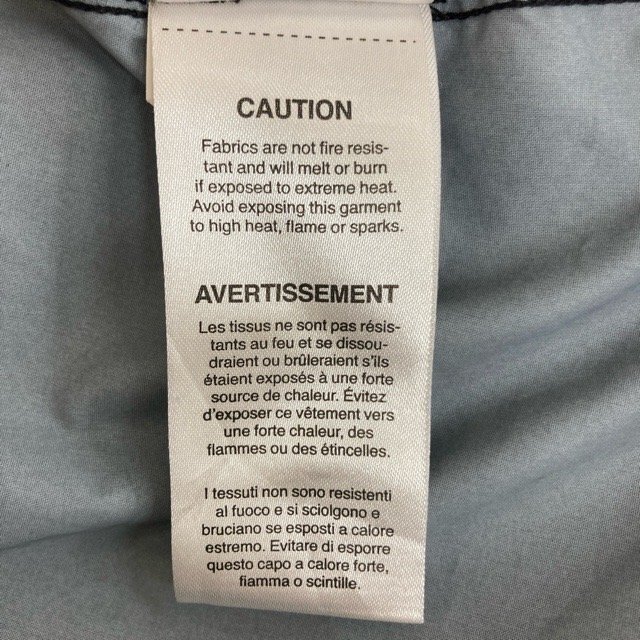 CAUTION
Fabrics are not fire resis-
tant and will melt or burn
if exposed to extreme heat.
Avoid exposing this garment
to high heat, flame or sparks.
AVERTISSEMENT
Les tissus ne sont pas résis-
tants au feu et se dissou-
draient ou brûleraient s'ils
étaient exposés à une forte
source de chaleur. Évitez
d'exposer ce vêtement vers
une forte chaleur, des
flammes ou des étincelles.
I tessuti non sono resistenti
al fuoco e si sciolgono e
bruciano se esposti a calore
estremo. Evitare di esporre
questo capo a calore forte,
fiamma o scintille.